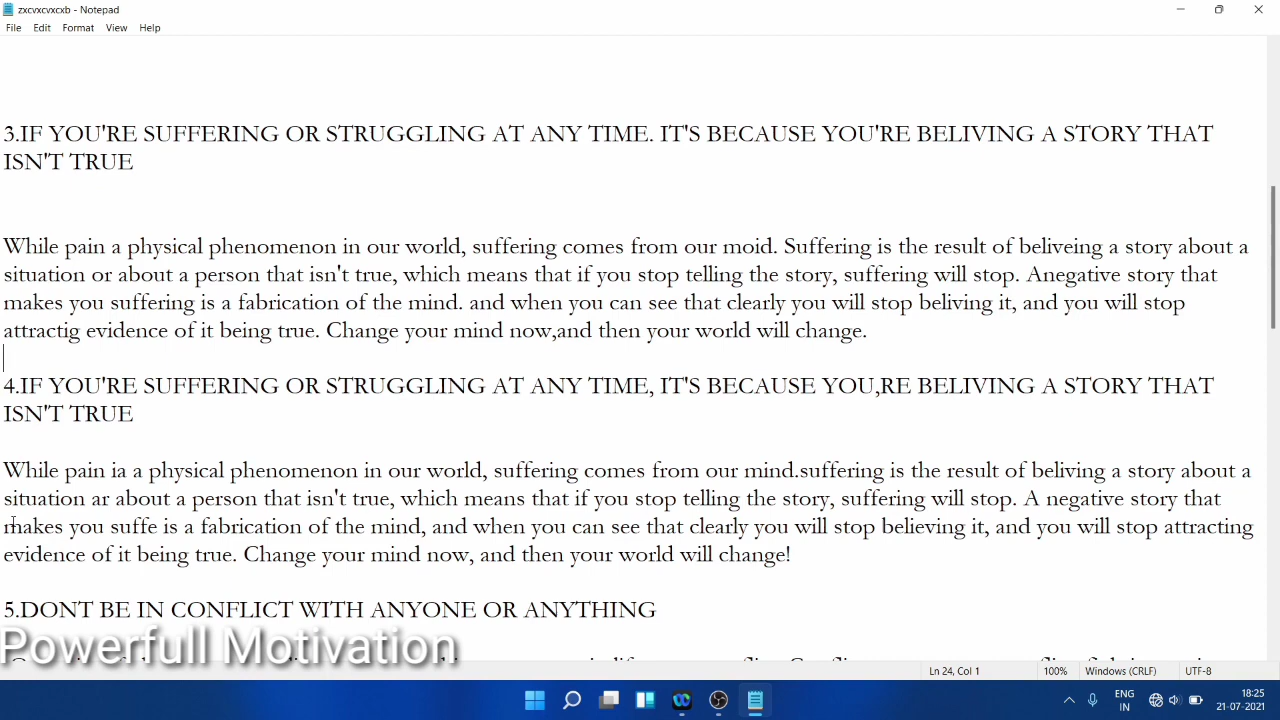 zxcvxcvxcxb - Notepad
File Edit Format View Help
3.IF YOU'RE SUFFERING OR STRUGGLING AT ANY TIME. IT'S BECAUSE YOU'RE BELIVING A STORY THAT
ISN'T TRUE
While pain a physical phenomenon in our world, suffering comes from our moid. Suffering is the result of beliveing a story about a
situation or about a person that isn't true, which means that if you stop telling the story, suffering will stop. Anegative story that
makes you suffering is a fabrication of the mind. and when you can see that clearly you will stop beliving it, and you will stop
attractig evidence of it being true. Change your mind now,and then your world will change.
4.IF YOU'RE SUFFERING OR STRUGGLING AT ANY TIME, IT'S BECAUSE YOU,RE BELIVING A STORY THAT
ISN'T TRUE
While pain ia a physical phenomenon in our world, suffering comes from our mind.suffering is the result of beliving a story about a
situation ar about a person that isn't true, which means that if you stop telling the story, suffering will stop. A negative story that
makes you suffe is a fabrication of the mind, and when you can see that clearly you will stop believing it, and you will stop attracting
evidence of it being true. Change your mind now, and then your world will change!
5.DONT BE IN CONFLICT WITH ANYONE OR ANYTHING
Powerfull Motivation
Ln 24, Col 1 100% Windows (CRLF) UTF-8
ENG
IN
18:25
21-07-2021